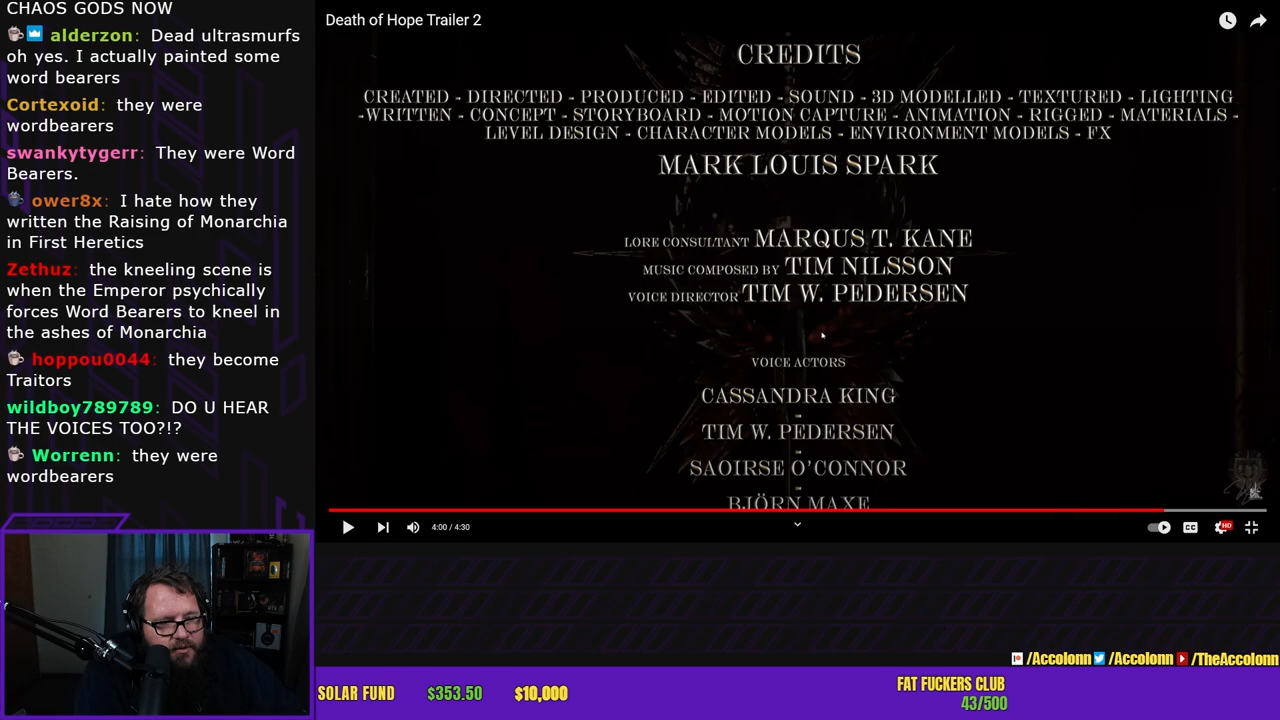 CHAOS GODS NOW
alderzon: Dead ultrasmurfs
oh yes. I actually painted some
word bearers
Cortexoid: they were
wordbearers
swankytygerr: They were Word
Bearers.
ower8x: I hate how they
written the Raising of Monarchia
in First Heretics
Zethuz: the kneeling scene is
when the Emperor psychically
forces Word Bearers to kneel in
the ashes of Monarchia
hoppou0044: they become
Traitors
wildboy789789: DO U HEAR
THE VOICES TOO?!?
Worrenn: they were
wordbearers
Death of Hope Trailer 2
CREDITS
CREATED - DIRECTED - PRODUCED - EDITED - SOUND - 3D MODELLED - TEXTURED - LIGHTING
-WRITTEN - CONCEPT - STORYBOARD - MOTION CAPTURE - ANIMATION - RIGGED - MATERIALS -
LEVEL DESIGN - CHARACTER MODELS - ENVIRONMENT MODELS - FX
MARK LOUIS SPARK
LORE CONSULTANT MARQUS T. KANE
MUSIC COMPOSED BY TIM NILSSON
VOICE DIRECTOR TIM W. PEDERSEN
VOICE ACTORS
CASSANDRA KING
-
TIM W. PEDERSEN
-
SAOIRSE O'CONNOR
-
BJÖRN MAXE
4:00 / 4:30
CC
HD
/Accolonn /Accolonn /TheAccolonn
SOLAR FUND $353.50 $10,000
FAT FUCKERS CLUB
43/500